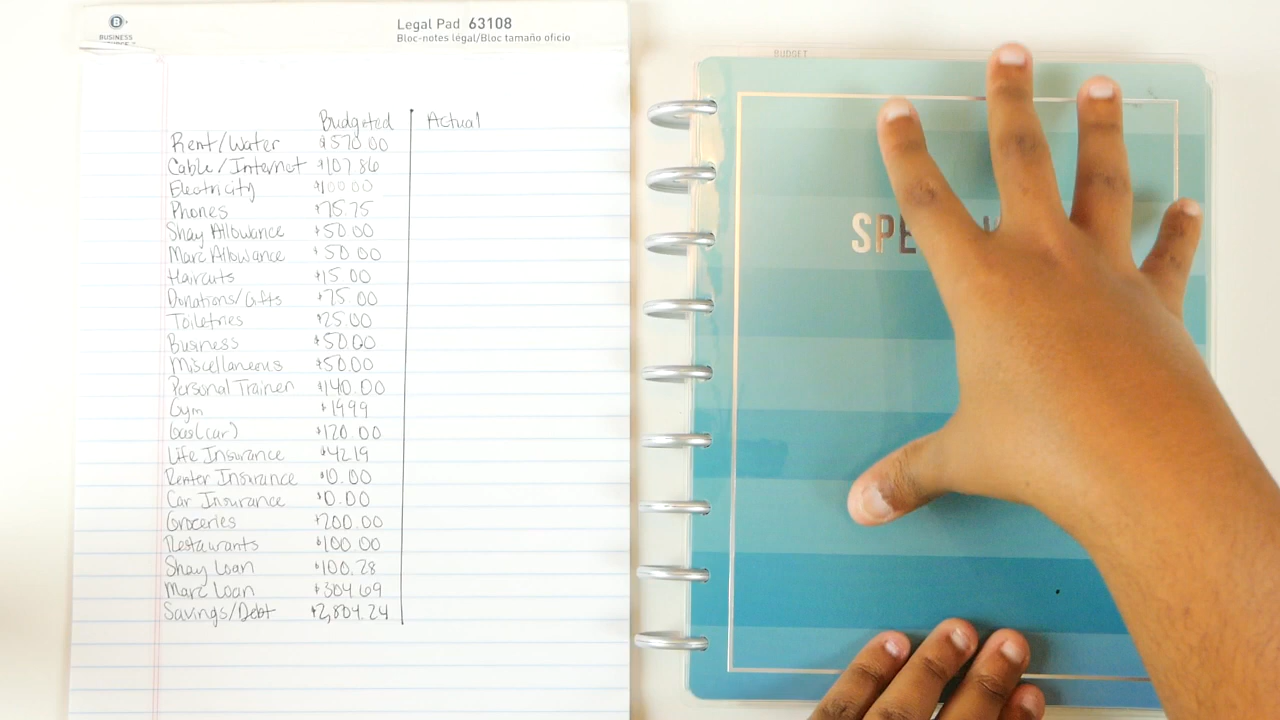 BUSINESS
Legal Pad 63108
Bloc-notes légal/Bloc tamaño oficio
Budgeted Actual
Rent/Water $570.00
Cable/Internet $107.86
Electricity $100.00
Phones $75.75
Shay Allowance $50.00
Marc Allowance $50.00
Haircuts $15.00
Donations/Gifts $75.00
Toiletries $25.00
Business $50.00
Miscellaneous $50.00
Personal Trainer $140.00
Gym $19.99
Gas(car) $120.00
Life Insurance $42.19
Renter Insurance $0.00
Car Insurance $0.00
Groceries $200.00
Restaurants $100.00
Shay Loan $100.28
Marc Loan $304.69
Savings/Debt $2,804.24
BUDGET
SPE